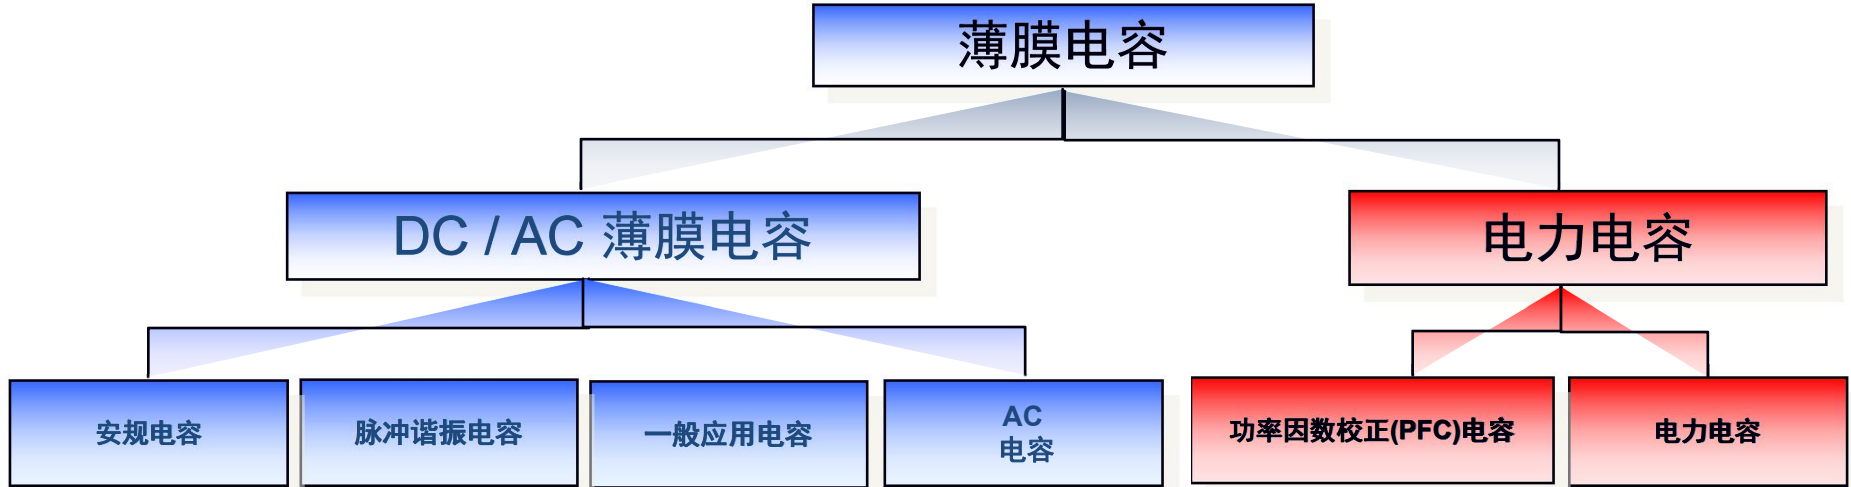 薄膜电容
DC / AC 薄膜电容
电力电容
安规电容
脉冲谐振电容
一般应用电容
AC
电容
功率因数校正(PFC)电容
电力电容